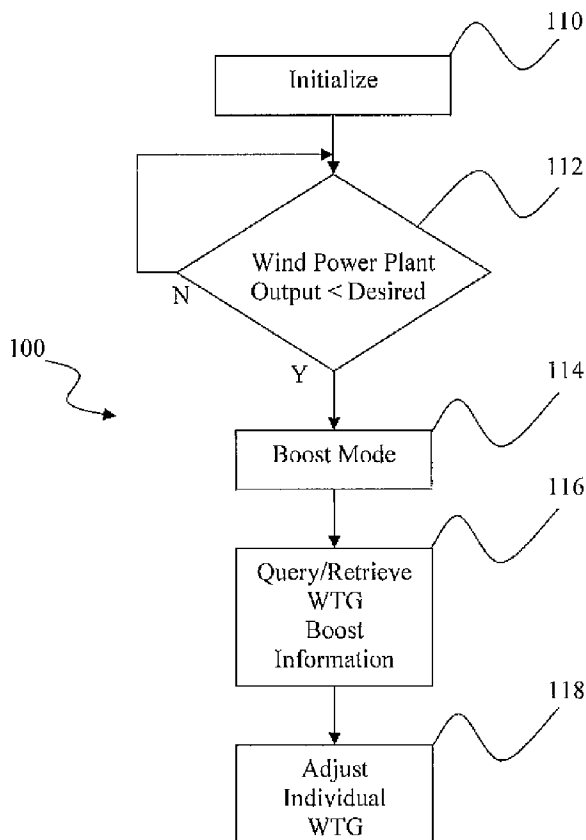 110
Initialize
112
Wind Power Plant
Output < Desired
N
Y
100
114
Boost Mode
116
Query/Retrieve
WTG
Boost
Information
118
Adjust
Individual
WTG